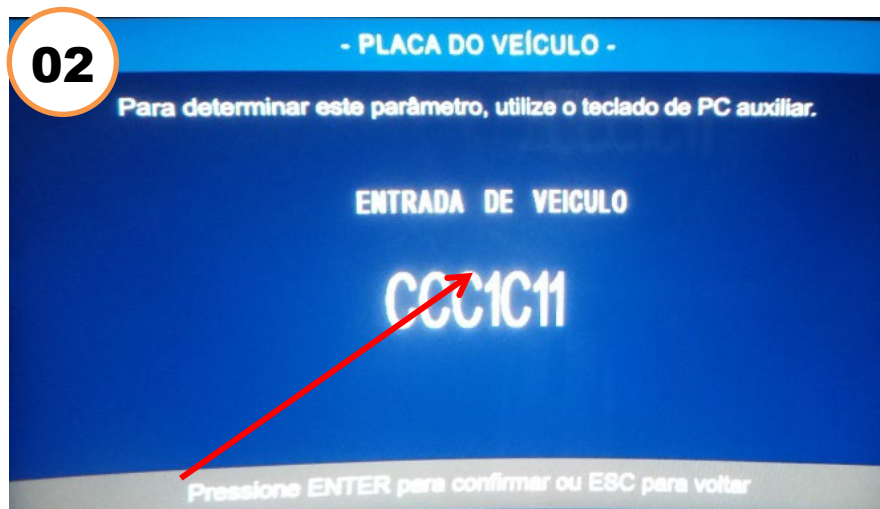 02
- PLACA DO VEÍCULO -
Para determinar este parâmetro, utilize o teclado de PC auxiliar.
ENTRADA DE VEICULO
CCC1C11
Pressione ENTER para confirmar ou ESC para voltar